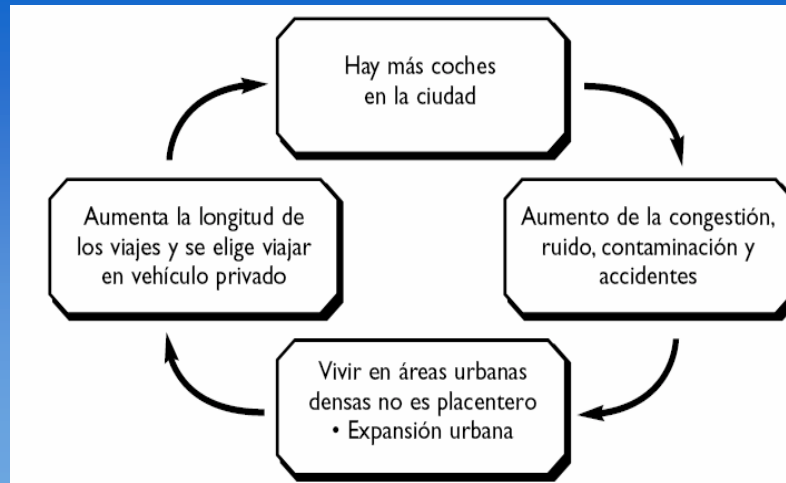 Hay más coches
en la ciudad
Aumento de la congestión,
ruido, contaminación y
accidentes
Vivir en áreas urbanas
densas no es placentero
• Expansión urbana
Aumenta la longitud de
los viajes y se elige viajar
en vehículo privado